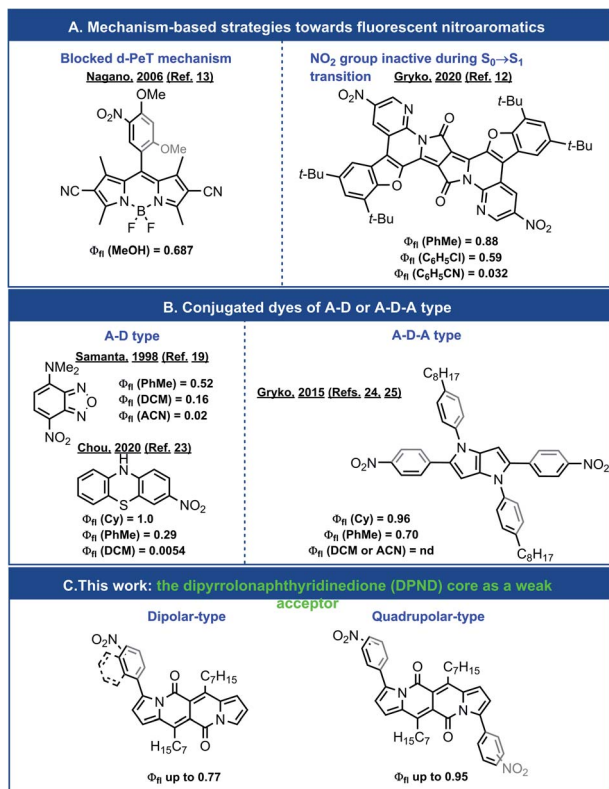 A. Mechanism-based strategies towards fluorescent nitroaromatics
Blocked d-PeT mechanism
Nagano, 2006 (Ref. 13)
OMe
O₂N
OMe
NC
CN
B
N
N
F
F
Φfl (MeOH) = 0.687
NO₂ group inactive during S₀→S₁
transition
Gryko, 2020 (Ref. 12)
NO₂
N
t-Bu
O
O
N
t-Bu
t-Bu
O
N
O
N
t-Bu
NO₂
Φfl (PhMe) = 0.88
Φfl (C₆H₅Cl) = 0.59
Φfl (C₆H₅CN) = 0.032
B. Conjugated dyes of A-D or A-D-A type
A-D type
Samanta, 1998 (Ref. 19)
NMe₂
N
O
N
NO₂
Φfl (PhMe) = 0.52
Φfl (DCM) = 0.16
Φfl (ACN) = 0.02
Chou, 2020 (Ref. 23)
H
N
S
NO₂
Φfl (Cy) = 1.0
Φfl (PhMe) = 0.29
Φfl (DCM) = 0.0054
A-D-A type
Gryko, 2015 (Refs. 24, 25)
C₈H₁₇
NO₂
N
N
NO₂
C₈H₁₇
Φfl (Cy) = 0.96
Φfl (PhMe) = 0.70
Φfl (DCM or ACN) = nd
C.This work: the dipyrrolonaphthyridinedione (DPND) core as a weak
acceptor
Dipolar-type
O₂N
O
C₇H₁₅
N
N
H₁₅C₇
O
Φfl up to 0.77
Quadrupolar-type
O₂N
O
C₇H₁₅
N
N
H₁₅C₇
O
NO₂
Φfl up to 0.95